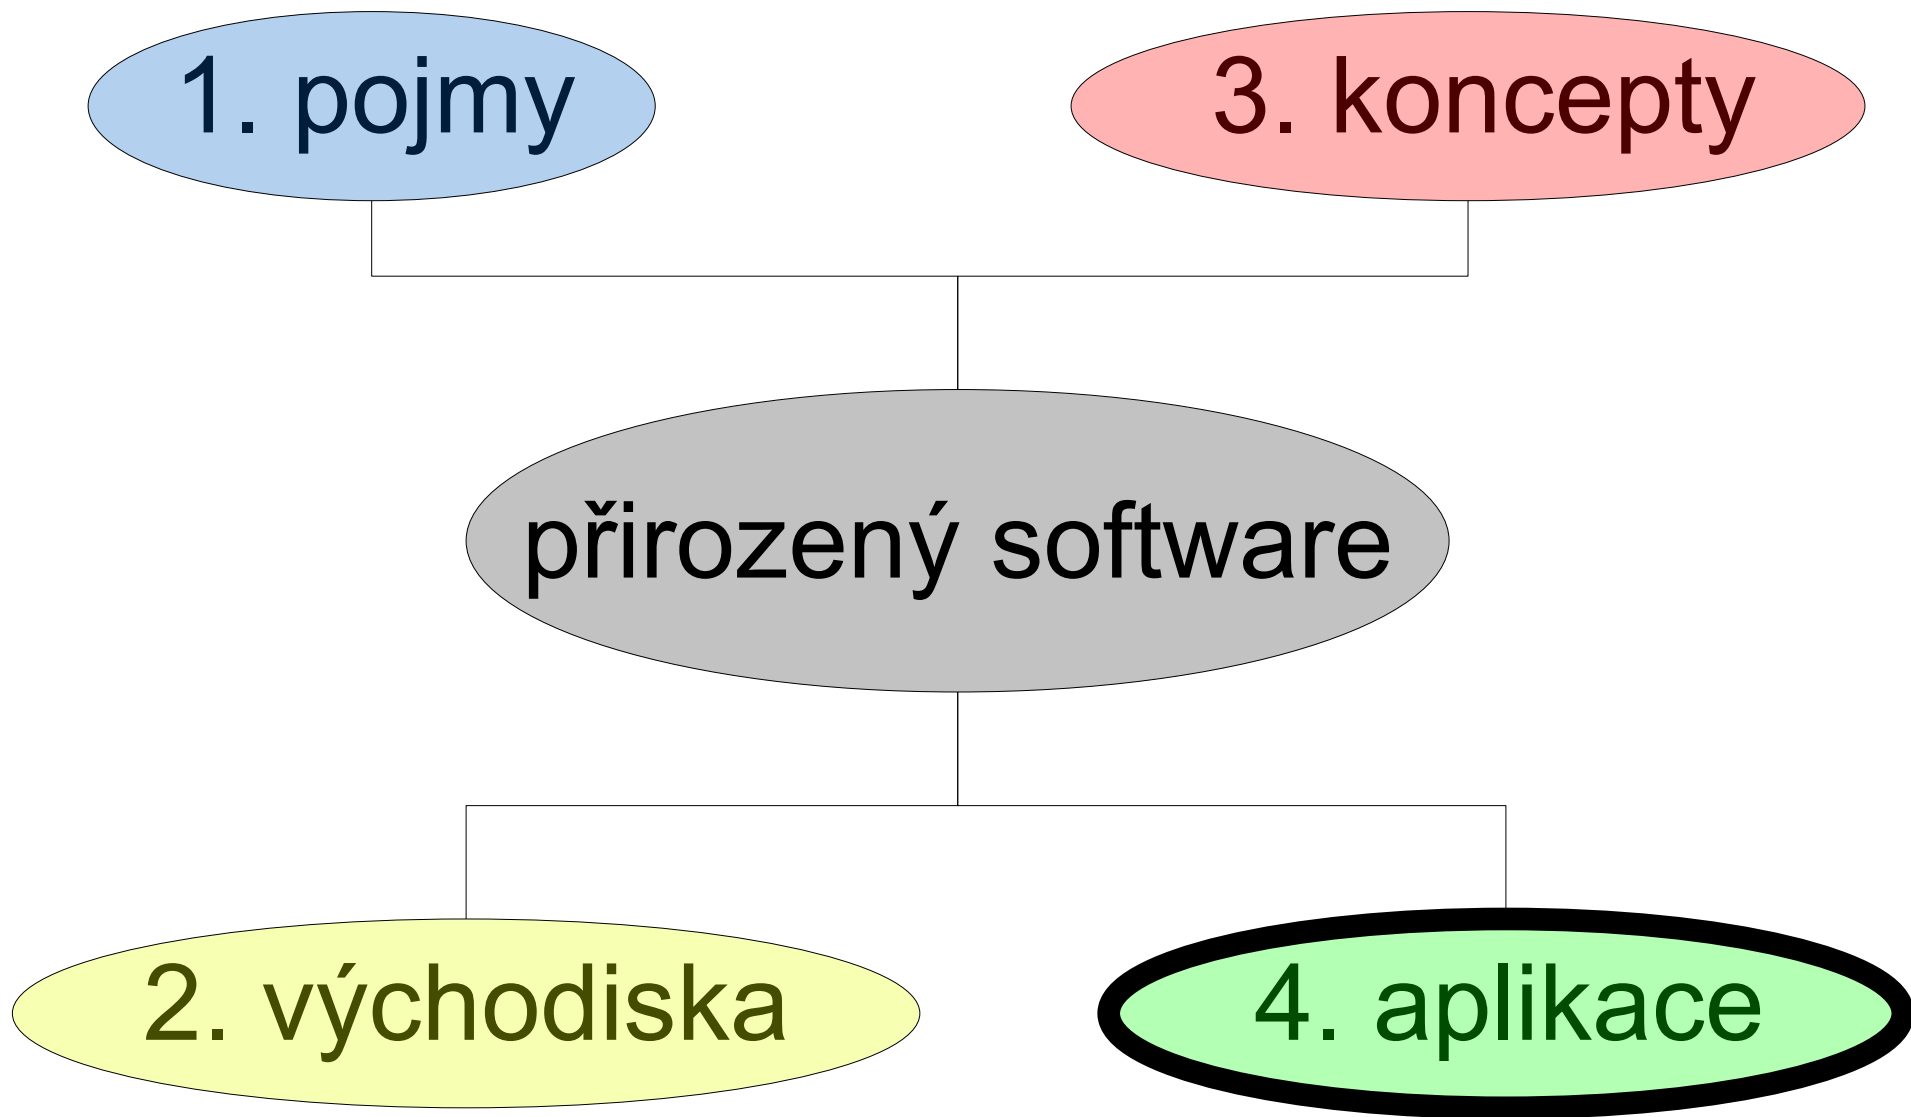 1. pojmy
3. koncepty
přirozený software
2. východiska
4. aplikace